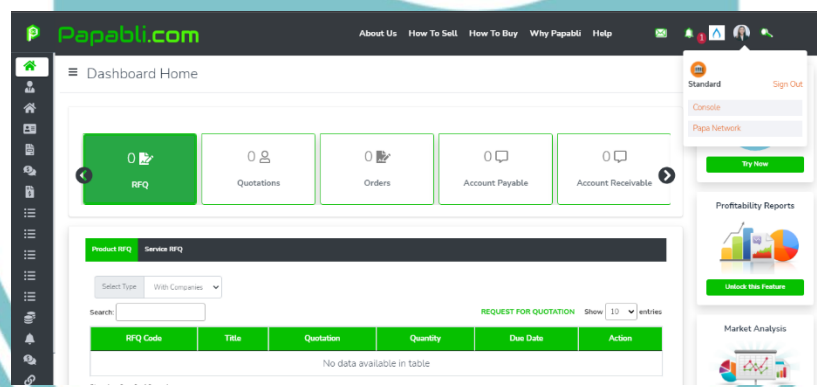 Papabli.com
About Us How To Sell How To Buy Why Papabli Help
1
Dashboard Home
Standard Sign Out
Console
Papa Network
0
RFQ
0
Quotations
0
Orders
0
Account Payable
0
Account Receivable
Try Now
Profitability Reports
Unlock this Feature
Market Analysis
Product RFQ Service RFQ
Select Type With Companies
Search:
REQUEST FOR QUOTATION Show 10 entries
RFQ Code Title Quotation Quantity Due Date Action
No data available in table